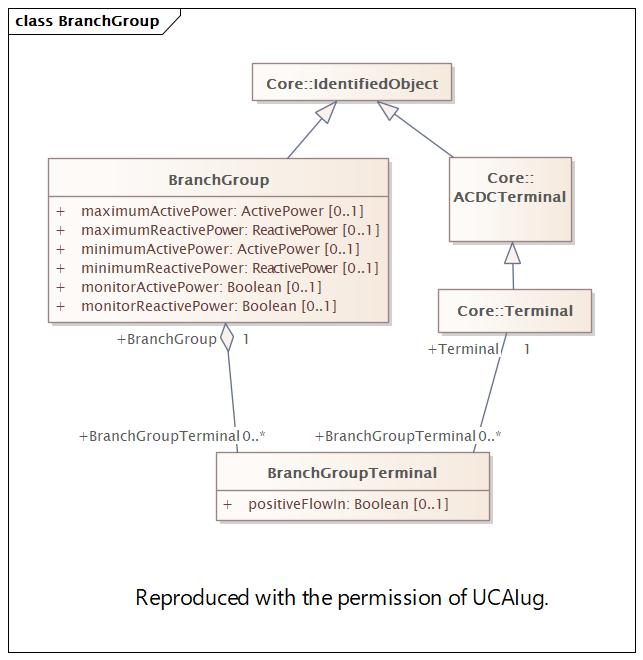 class BranchGroup
Core::IdentifiedObject
BranchGroup
+ maximumActivePower: ActivePower [0..1]
+ maximumReactivePower: ReactivePower [0..1]
+ minimumActivePower: ActivePower [0..1]
+ minimumReactivePower: ReactivePower [0..1]
+ monitorActivePower: Boolean [0..1]
+ monitorReactivePower: Boolean [0..1]
Core::
ACDCTerminal
Core::Terminal
+BranchGroup 1
+Terminal 1
+BranchGroupTerminal 0..*
+BranchGroupTerminal 0..*
BranchGroupTerminal
+ positiveFlowIn: Boolean [0..1]
Reproduced with the permission of UCAIug.